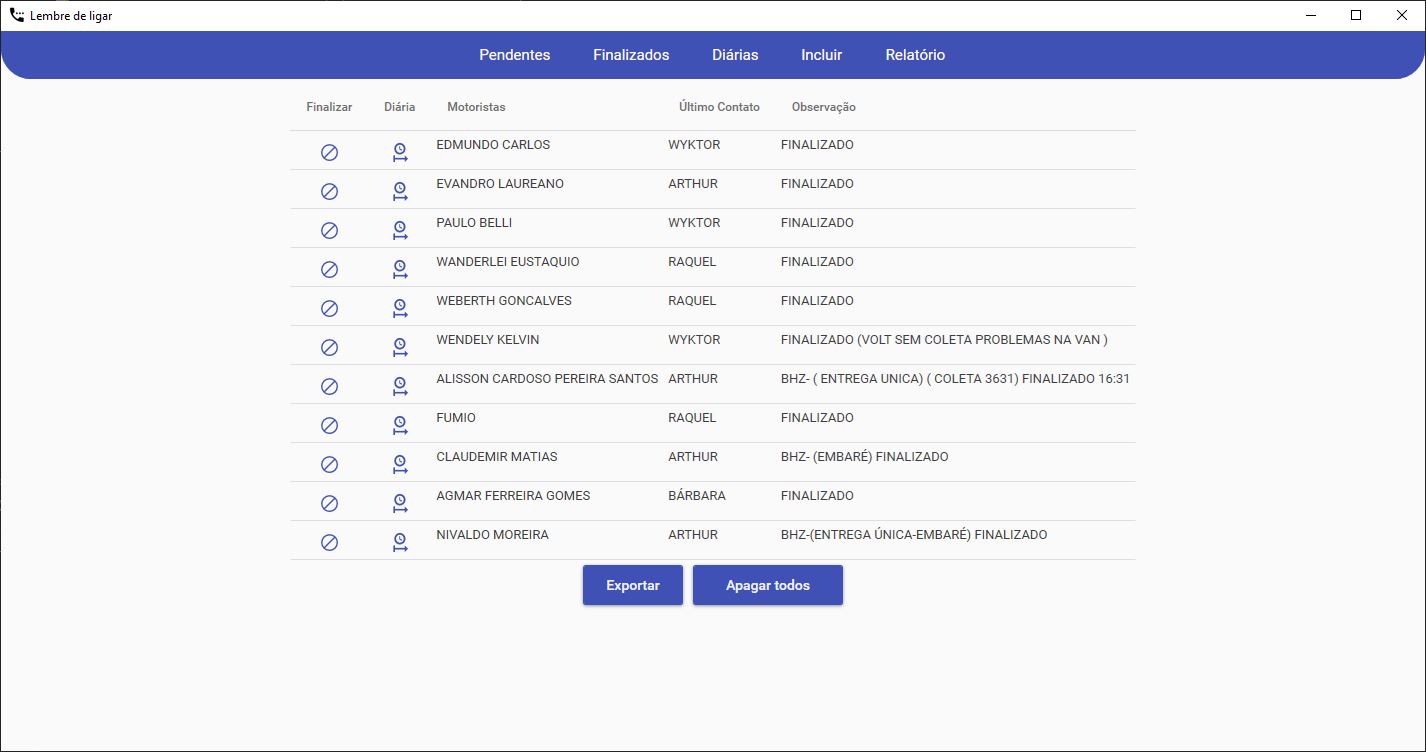 Lembre de ligar
Pendentes Finalizados Diárias Incluir Relatório
Finalizar Diária Motoristas Último Contato Observação
EDMUNDO CARLOS WYKTOR FINALIZADO
EVANDRO LAUREANO ARTHUR FINALIZADO
PAULO BELLI WYKTOR FINALIZADO
WANDERLEI EUSTAQUIO RAQUEL FINALIZADO
WEBERTH GONCALVES RAQUEL FINALIZADO
WENDELY KELVIN WYKTOR FINALIZADO (VOLT SEM COLETA PROBLEMAS NA VAN )
ALISSON CARDOSO PEREIRA SANTOS ARTHUR BHZ- ( ENTREGA UNICA) ( COLETA 3631) FINALIZADO 16:31
FUMIO RAQUEL FINALIZADO
CLAUDEMIR MATIAS ARTHUR BHZ- (EMBARÉ) FINALIZADO
AGMAR FERREIRA GOMES BÁRBARA FINALIZADO
NIVALDO MOREIRA ARTHUR BHZ-(ENTREGA ÚNICA-EMBARÉ) FINALIZADO
Exportar Apagar todos